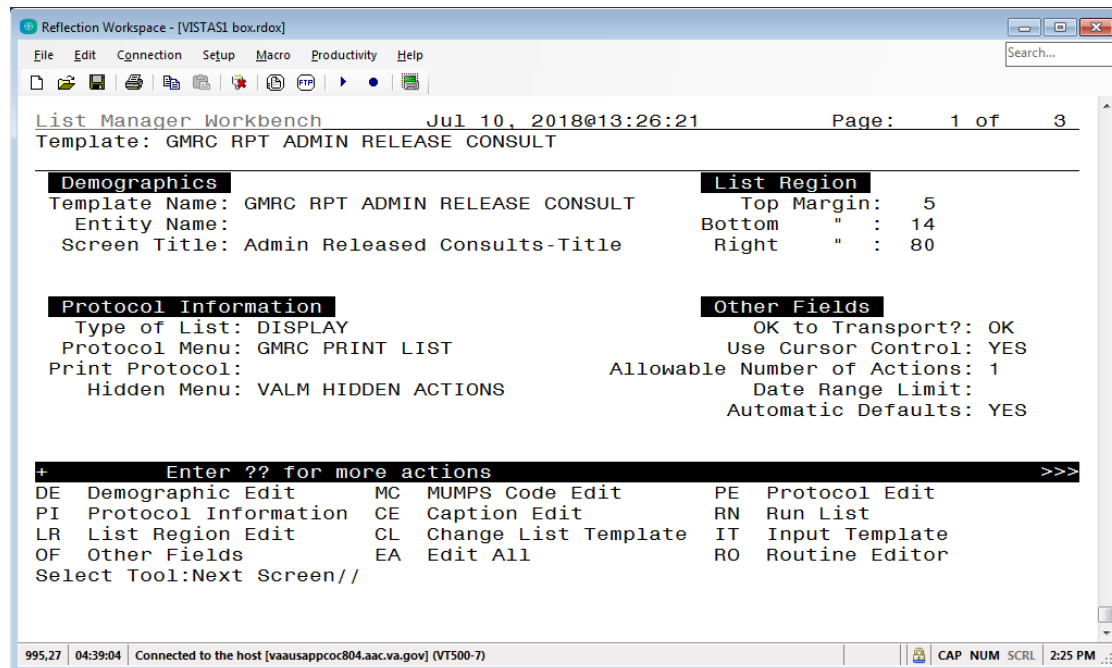 Reflection Workspace - [VISTAS1 box.rdox]
File Edit Connection Setup Macro Productivity Help
Search...
FTP
List Manager Workbench Jul 10, 2018@13:26:21 Page: 1 of 3
Template: GMRC RPT ADMIN RELEASE CONSULT
Demographics List Region
Template Name: GMRC RPT ADMIN RELEASE CONSULT Top Margin: 5
Entity Name: Bottom " : 14
Screen Title: Admin Released Consults-Title Right " : 80
Protocol Information Other Fields
Type of List: DISPLAY OK to Transport?: OK
Protocol Menu: GMRC PRINT LIST Use Cursor Control: YES
Print Protocol: Allowable Number of Actions: 1
Hidden Menu: VALM HIDDEN ACTIONS Date Range Limit:
Automatic Defaults: YES
+ Enter ?? for more actions >>>
DE Demographic Edit MC MUMPS Code Edit PE Protocol Edit
PI Protocol Information CE Caption Edit RN Run List
LR List Region Edit CL Change List Template IT Input Template
OF Other Fields EA Edit All RO Routine Editor
Select Tool:Next Screen//
995,27 04:39:04 Connected to the host [vaausappcoc804.aac.va.gov] (VT500-7) CAP NUM SCRL 2:25 PM